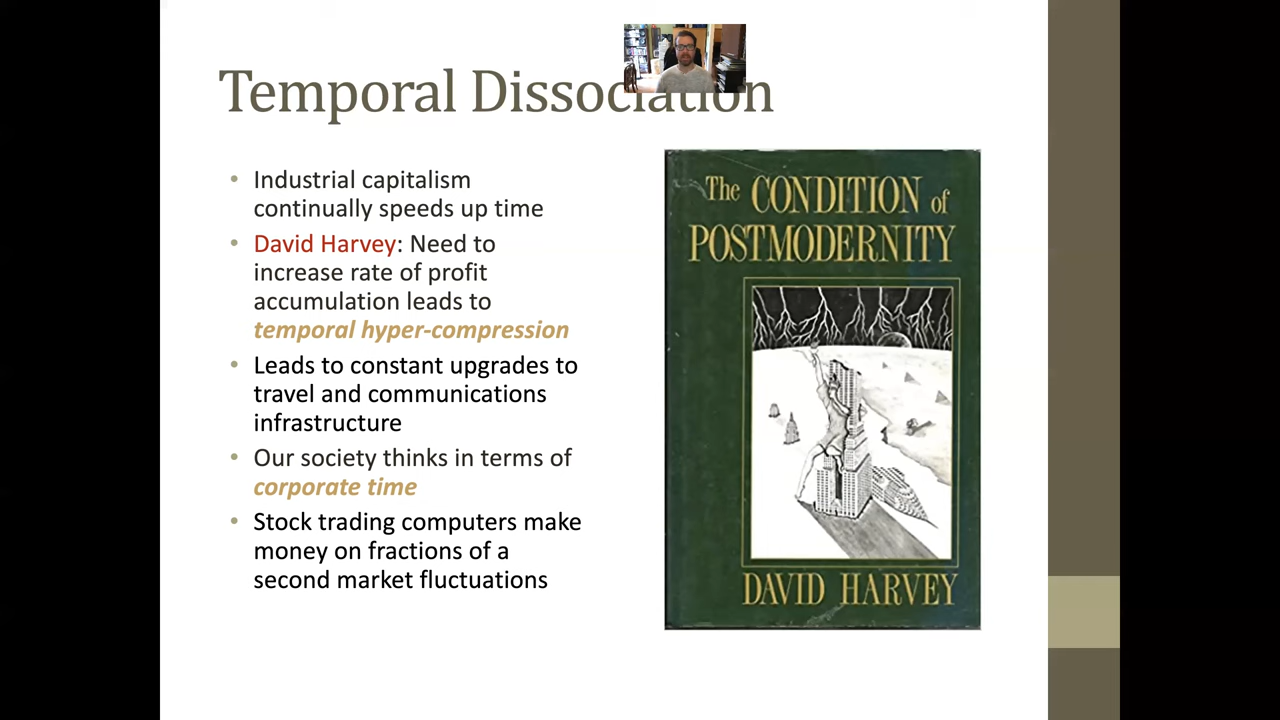 Temporal Dissociation
• Industrial capitalism
continually speeds up time
• David Harvey: Need to
increase rate of profit
accumulation leads to
temporal hyper-compression
• Leads to constant upgrades to
travel and communications
infrastructure
• Our society thinks in terms of
corporate time
• Stock trading computers make
money on fractions of a
second market fluctuations
The CONDITION of
POSTMODERNITY
DAVID HARVEY